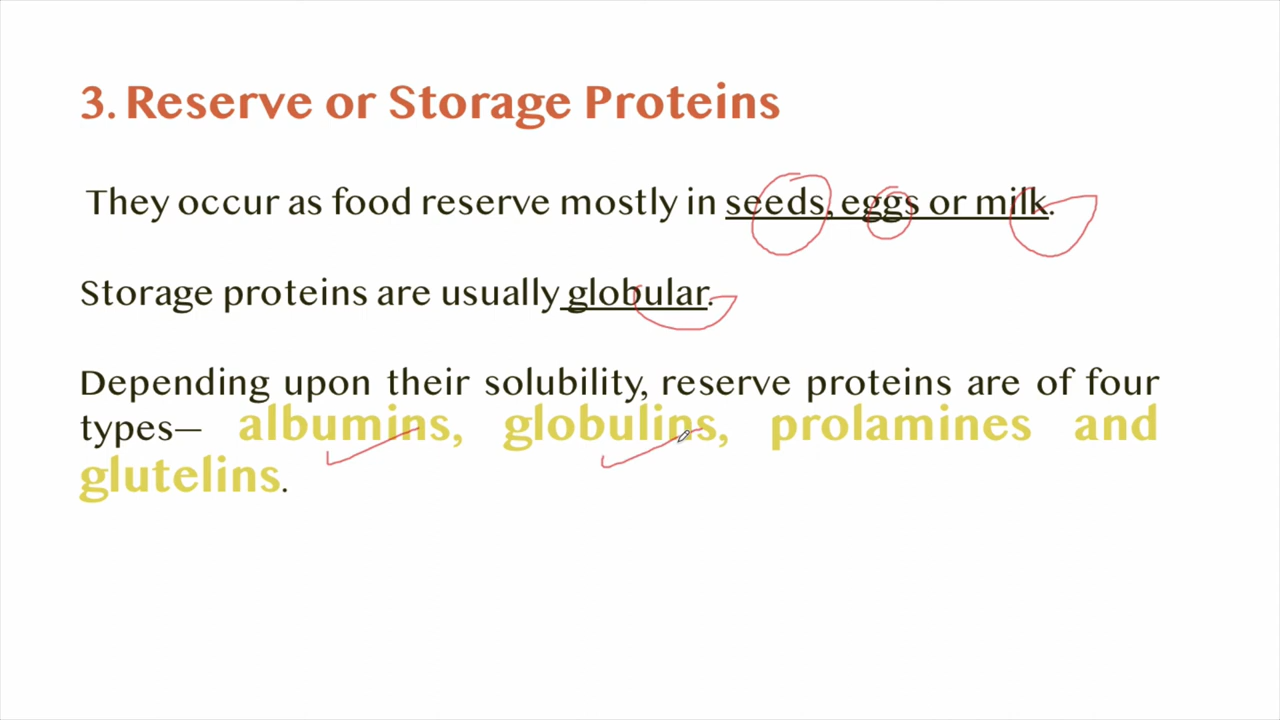 3. Reserve or Storage Proteins
They occur as food reserve mostly in seeds, eggs or milk.
Storage proteins are usually globular.
Depending upon their solubility, reserve proteins are of four
types— albumins, globulins, prolamines and
glutelins.